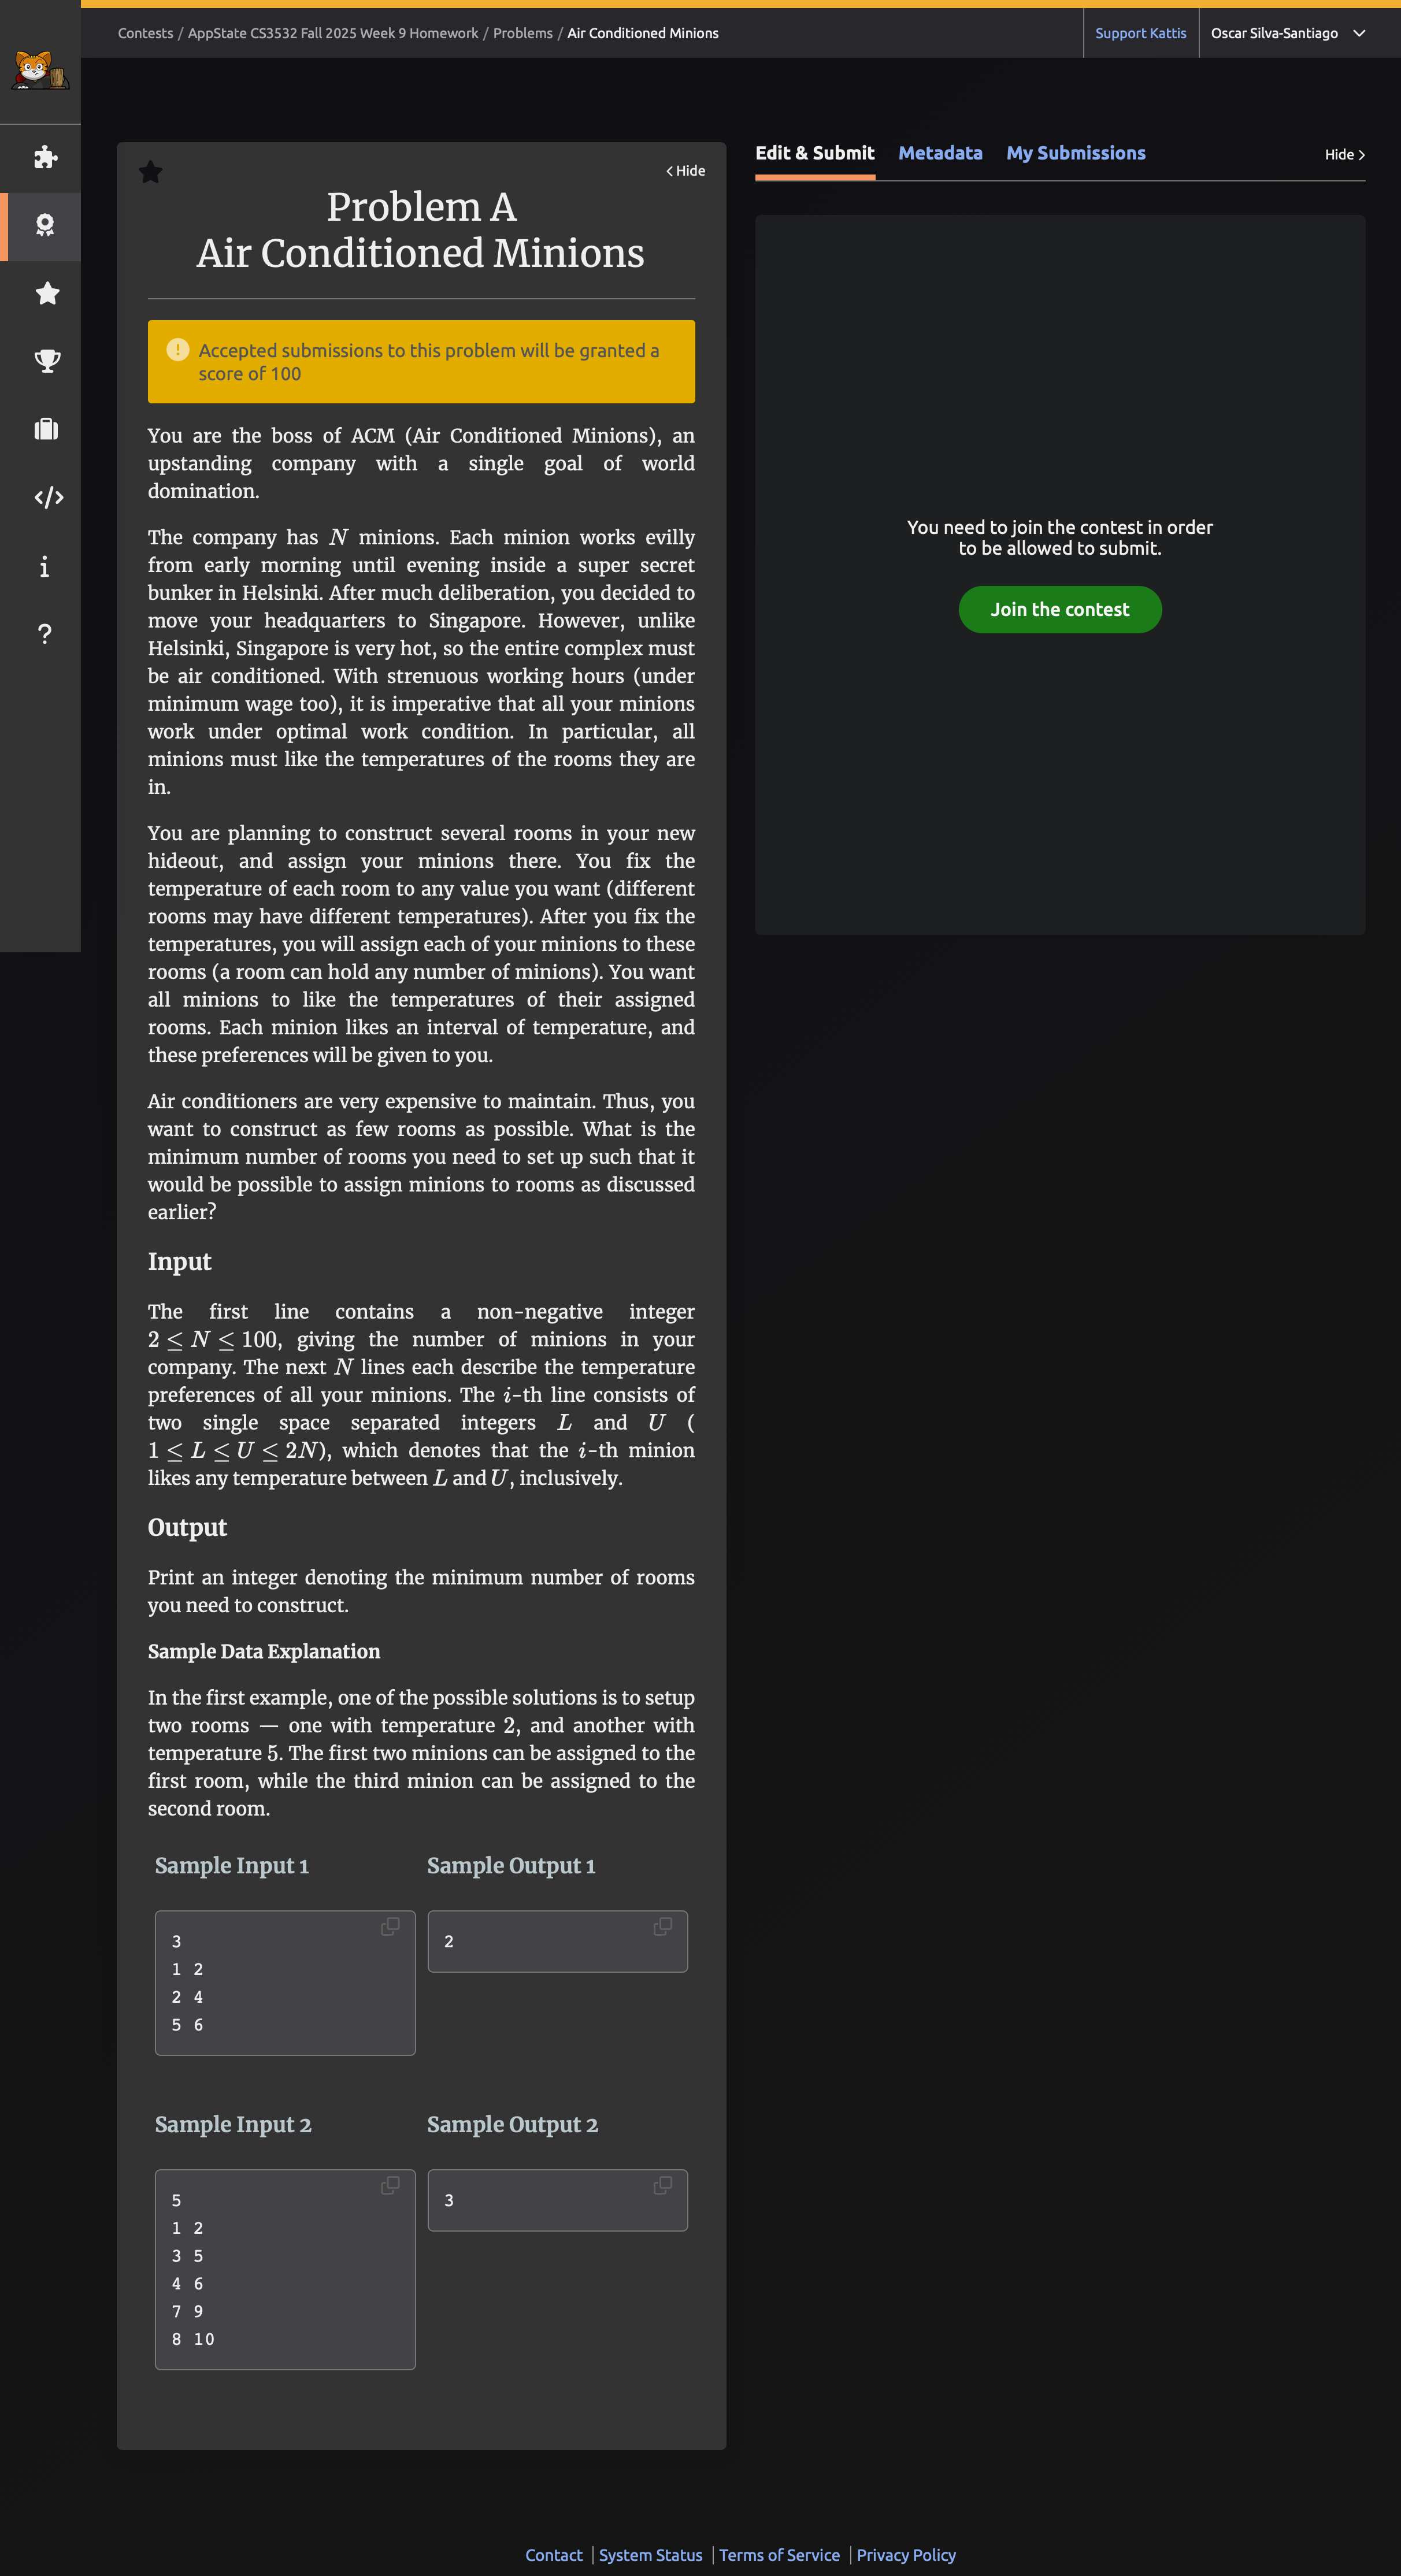 Contests / AppState CS3532 Fall 2025 Week 9 Homework / Problems / Air Conditioned Minions
Support Kattis
Oscar Silva-Santiago
Hide
Problem A
Air Conditioned Minions
Accepted submissions to this problem will be granted a
score of 100
You are the boss of ACM (Air Conditioned Minions), an
upstanding company with a single goal of world
domination.
The company has N minions. Each minion works evilly
from early morning until evening inside a super secret
bunker in Helsinki. After much deliberation, you decided to
move your headquarters to Singapore. However, unlike
Helsinki, Singapore is very hot, so the entire complex must
be air conditioned. With strenuous working hours (under
minimum wage too), it is imperative that all your minions
work under optimal work condition. In particular, all
minions must like the temperatures of the rooms they are
in.
You are planning to construct several rooms in your new
hideout, and assign your minions there. You fix the
temperature of each room to any value you want (different
rooms may have different temperatures). After you fix the
temperatures, you will assign each of your minions to these
rooms (a room can hold any number of minions). You want
all minions to like the temperatures of their assigned
rooms. Each minion likes an interval of temperature, and
these preferences will be given to you.
Air conditioners are very expensive to maintain. Thus, you
want to construct as few rooms as possible. What is the
minimum number of rooms you need to set up such that it
would be possible to assign minions to rooms as discussed
earlier?
Input
The first line contains a non-negative integer
2 ≤ N ≤ 100, giving the number of minions in your
company. The next N lines each describe the temperature
preferences of all your minions. The i-th line consists of
two single space separated integers L and U (
1 ≤ L ≤ U ≤ 2N), which denotes that the i-th minion
likes any temperature between L and U, inclusively.
Output
Print an integer denoting the minimum number of rooms
you need to construct.
Sample Data Explanation
In the first example, one of the possible solutions is to setup
two rooms — one with temperature 2, and another with
temperature 5. The first two minions can be assigned to the
first room, while the third minion can be assigned to the
second room.
Sample Input 1
3
1 2
2 4
5 6
Sample Output 1
2
Sample Input 2
5
1 2
3 5
4 6
7 9
8 10
Sample Output 2
3
Edit & Submit
Metadata
My Submissions
Hide
You need to join the contest in order
to be allowed to submit.
Join the contest
Contact | System Status | Terms of Service | Privacy Policy